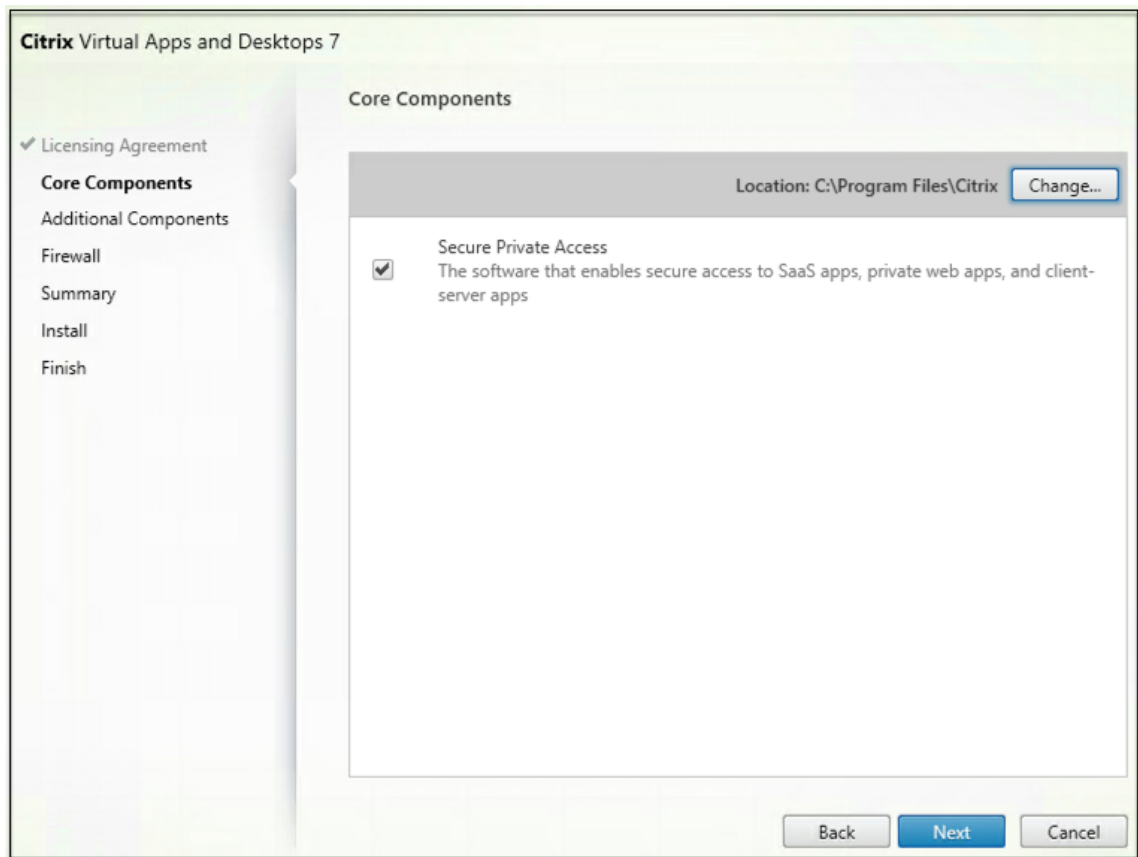 Citrix Virtual Apps and Desktops 7
Licensing Agreement
Core Components
Additional Components
Firewall
Summary
Install
Finish
Core Components
Location: C:\Program Files\Citrix
Change...
Secure Private Access
The software that enables secure access to SaaS apps, private web apps, and client-
server apps
Back
Next
Cancel